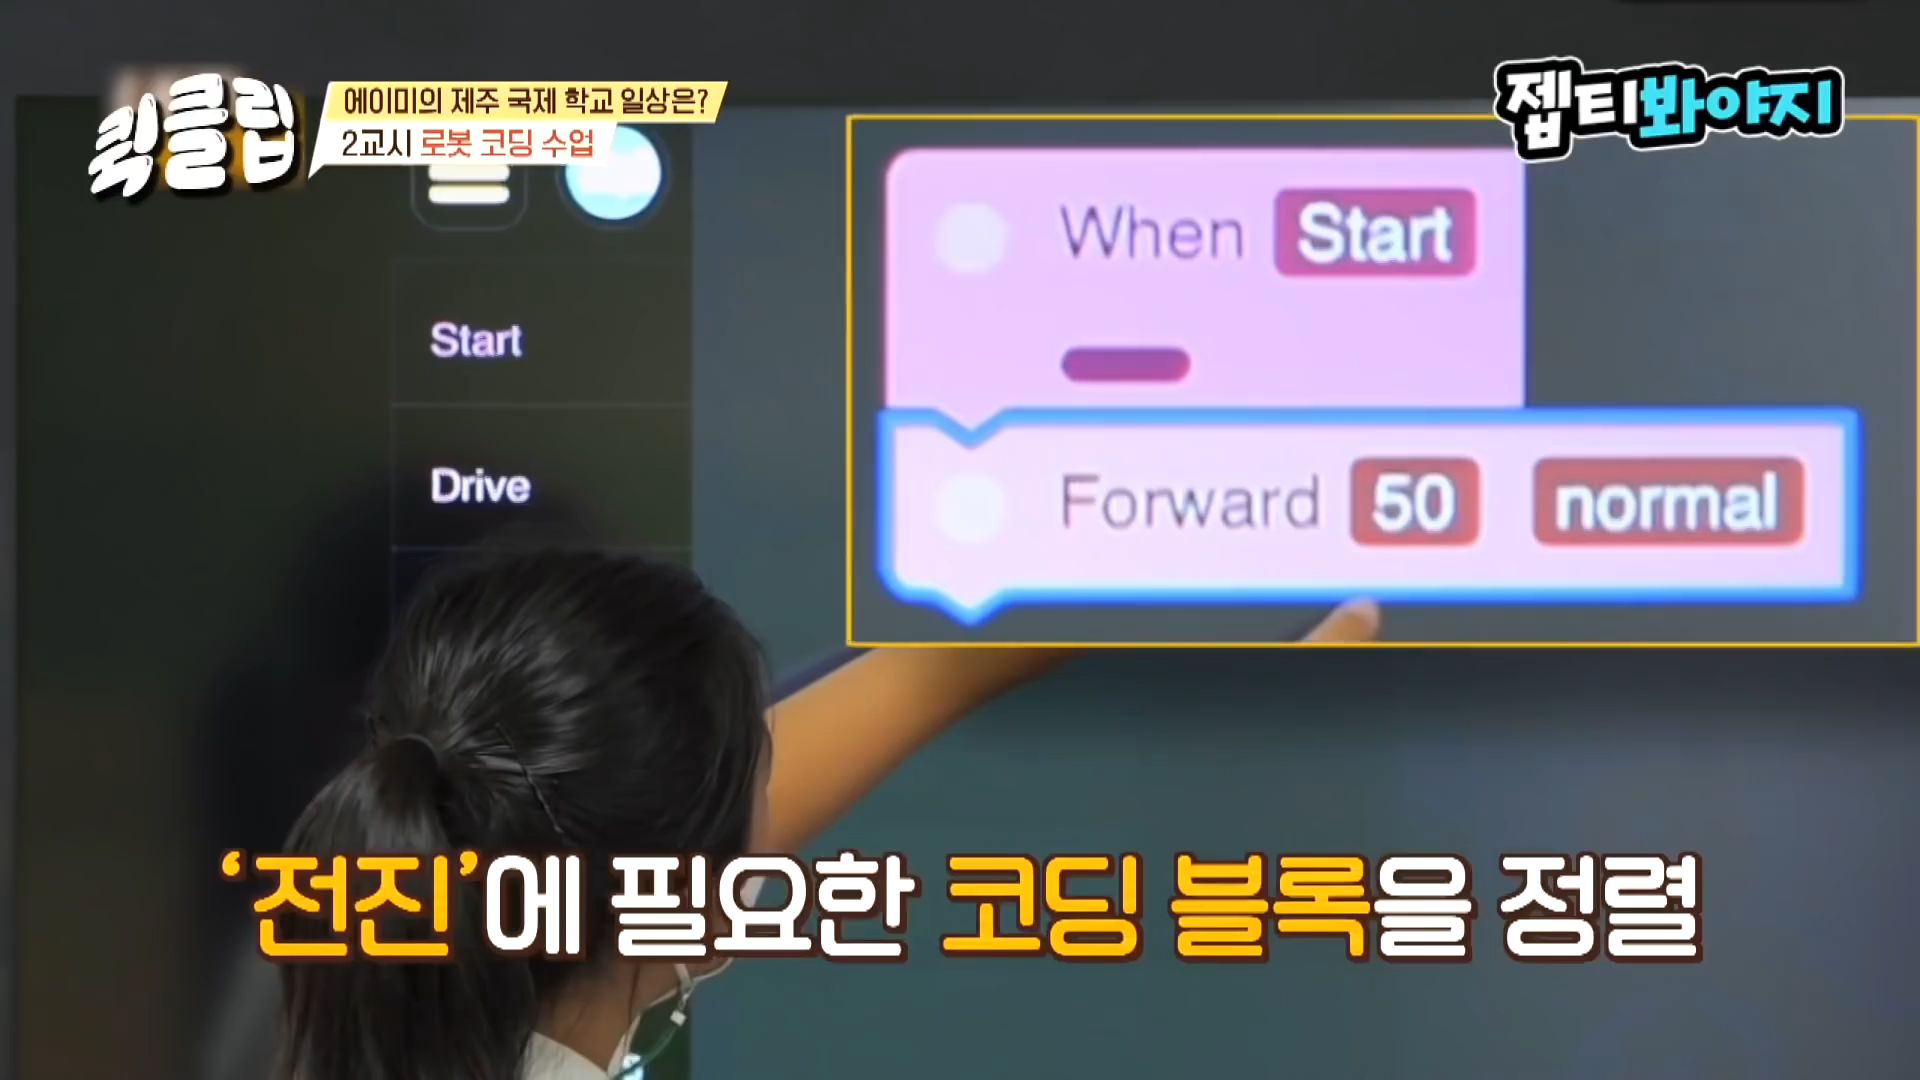 퀵클립
에이미의 제주 국제 학교 일상은?
2교시 로봇 코딩 수업
젭티봐야지
When Start
Start
Forward 50 normal
Drive
‘전진’에 필요한 코딩 블록을 정렬